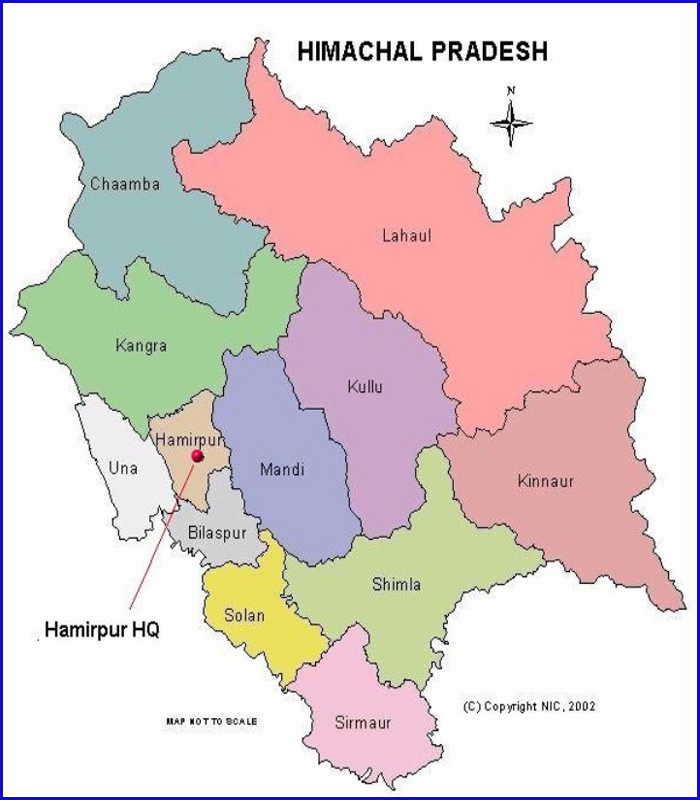 HIMACHAL PRADESH
N
Chaamba
Lahaul
Kangra
Kullu
Hamirpur
Una
Mandi
Kinnaur
Bilaspur
Shimla
Solan
Hamirpur HQ
Sirmaur
(C) Copyright NIC, 2002
MAP NOT TO SCALE